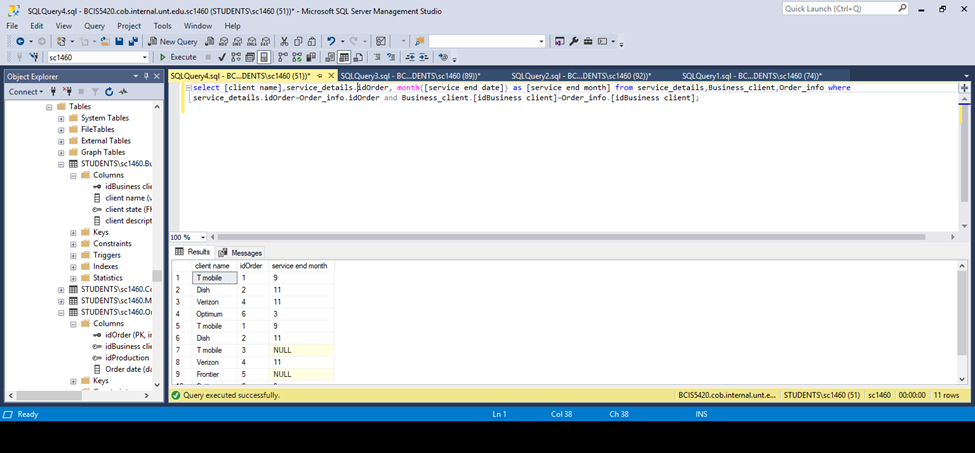 SQLQuery4.sql - BCIS5420.cob.internal.unt.edu.sc1460 (STUDENTS\sc1460 (51))* - Microsoft SQL Server Management Studio
Quick Launch (Ctrl+Q)
File Edit View Query Project Tools Window Help
New Query
sc1460 Execute
Object Explorer
SQLQuery4.sql - BC...DENTS\sc1460 (51))* SQLQuery3.sql - BC...DENTS\sc1460 (89))* SQLQuery2.sql - BC...DENTS\sc1460 (92))* SQLQuery1.sql - BC...DENTS\sc1460 (74))*
Connect
Tables
System Tables
FileTables
External Tables
Graph Tables
STUDENTS\sc1460.Bu
Columns
idBusiness clie
client name (v
client state (Fl
client descript
Keys
Constraints
Triggers
Indexes
Statistics
STUDENTS\sc1460.Co
STUDENTS\sc1460.M
STUDENTS\sc1460.Or
Columns
idOrder (PK, in
idBusiness clie
idProduction
Order date (da
Keys
select [client name],service_details.idOrder, month([service end date]) as [service end month] from service_details,Business_client,Order_info where
service_details.idOrder=Order_info.idOrder and Business_client.[idBusiness client]=Order_info.[idBusiness client];
100 %
Results Messages
client name idOrder service end month
1 T mobile 1 9
2 Dish 2 11
3 Verizon 4 11
4 Optimum 6 3
5 T mobile 1 9
6 Dish 2 11
7 T mobile 3 NULL
8 Verizon 4 11
9 Frontier 5 NULL
Query executed successfully. BCIS5420.cob.internal.unt.e... STUDENTS\sc1460 (51) sc1460 00:00:00 11 rows
Ready Ln 1 Col 38 Ch 38 INS